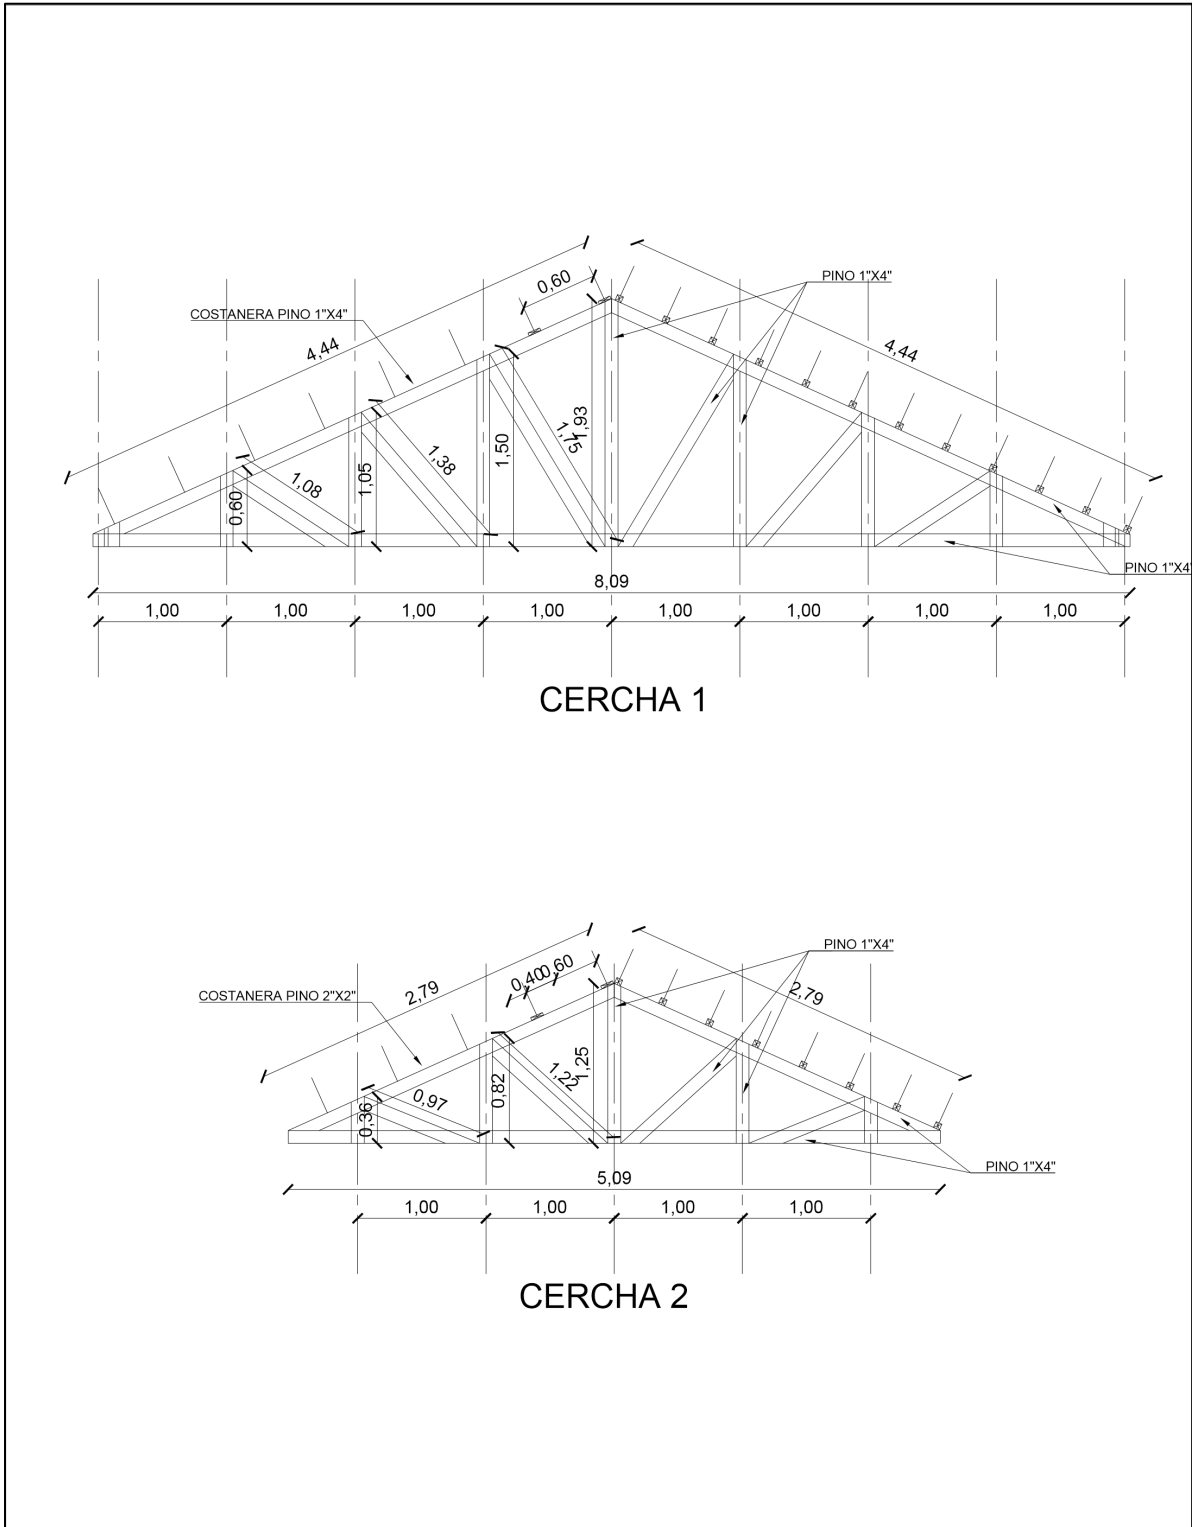 0,60
PINO 1"X4"
COSTANERA PINO 1"X4"
4,44
4,44
1,93
1,75
1,50
1,38
1,05
1,08
0,60
PINO 1"X4"
8,09
1,00 1,00 1,00 1,00 1,00 1,00 1,00 1,00
CERCHA 1
PINO 1"X4"
0,40 0,60
COSTANERA PINO 2"X2"
2,79
2,79
1,25
1,22
0,82
0,97
0,36
PINO 1"X4"
5,09
1,00 1,00 1,00 1,00
CERCHA 2